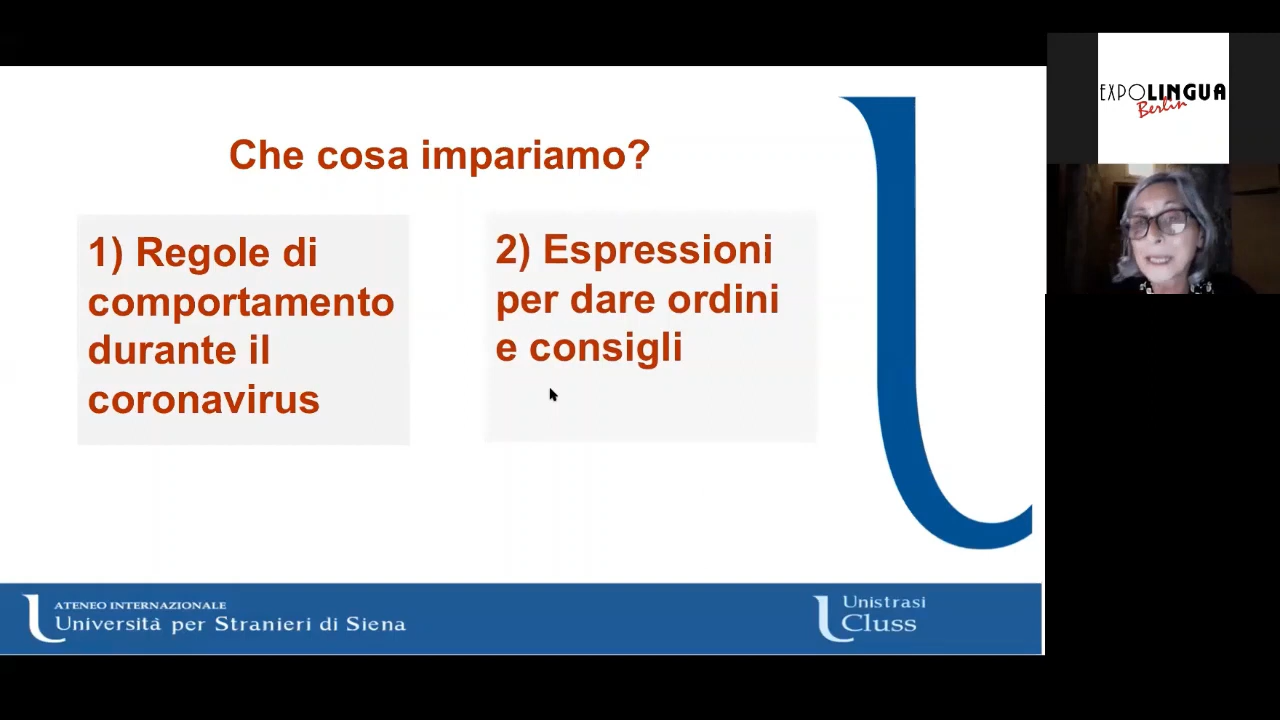 Che cosa impariamo?
1) Regole di
comportamento
durante il
coronavirus
2) Espressioni
per dare ordini
e consigli
EXPOLINGUA
Berlin
ATENEO INTERNAZIONALE
Università per Stranieri di Siena
Unistrasi
Cluss